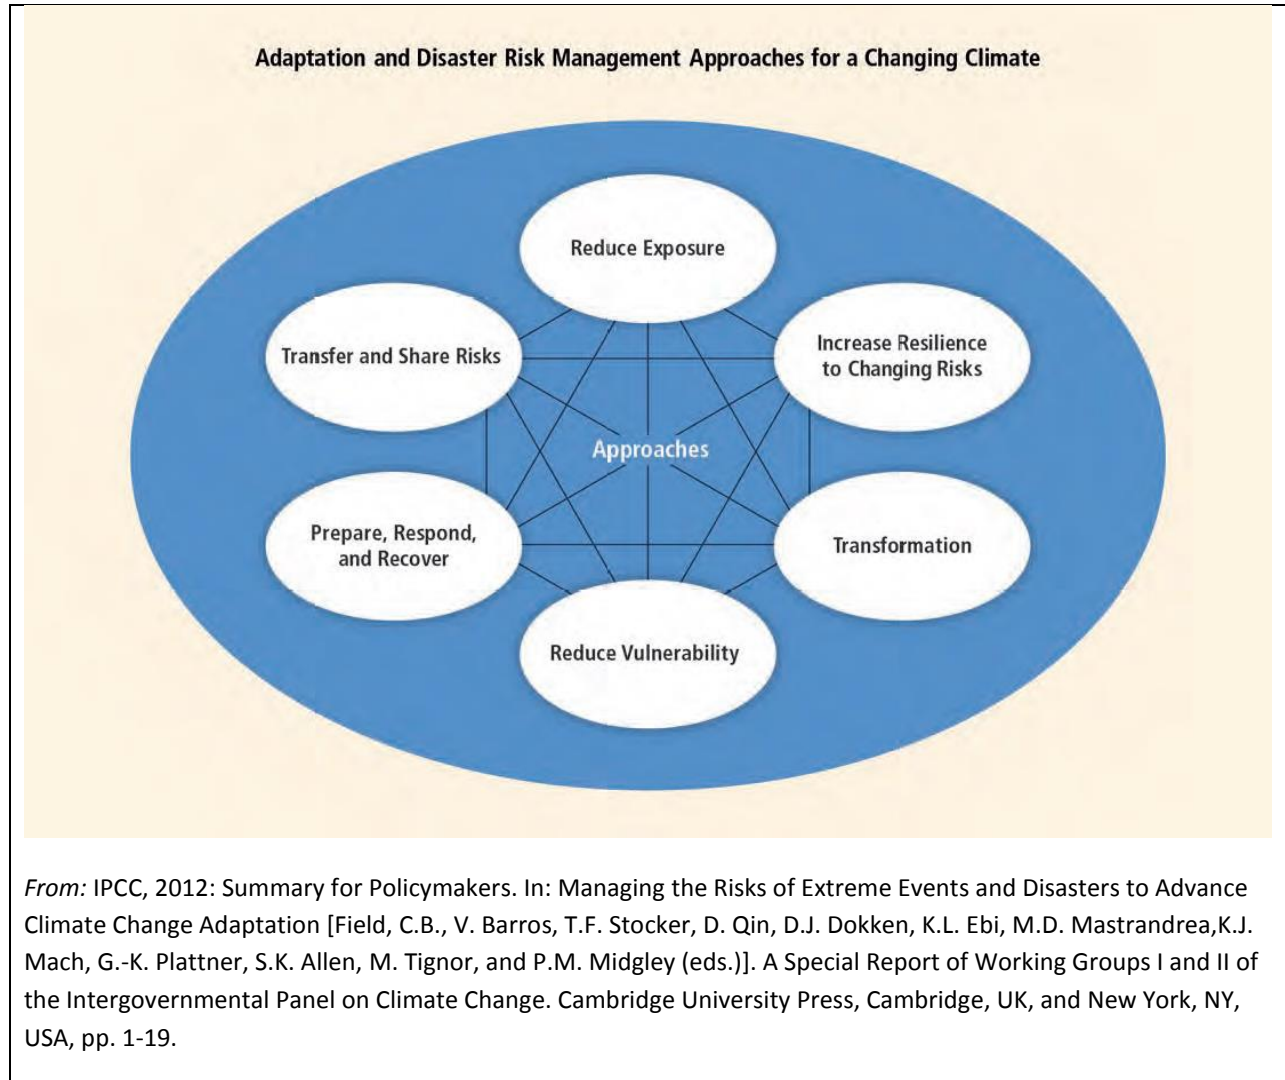 Adaptation and Disaster Risk Management Approaches for a Changing Climate
Reduce Exposure
Transfer and Share Risks
Increase Resilience
to Changing Risks
Approaches
Prepare, Respond,
and Recover
Transformation
Reduce Vulnerability
From: IPCC, 2012: Summary for Policymakers. In: Managing the Risks of Extreme Events and Disasters to Advance
Climate Change Adaptation [Field, C.B., V. Barros, T.F. Stocker, D. Qin, D.J. Dokken, K.L. Ebi, M.D. Mastrandrea,K.J.
Mach, G.-K. Plattner, S.K. Allen, M. Tignor, and P.M. Midgley (eds.)]. A Special Report of Working Groups I and II of
the Intergovernmental Panel on Climate Change. Cambridge University Press, Cambridge, UK, and New York, NY,
USA, pp. 1-19.